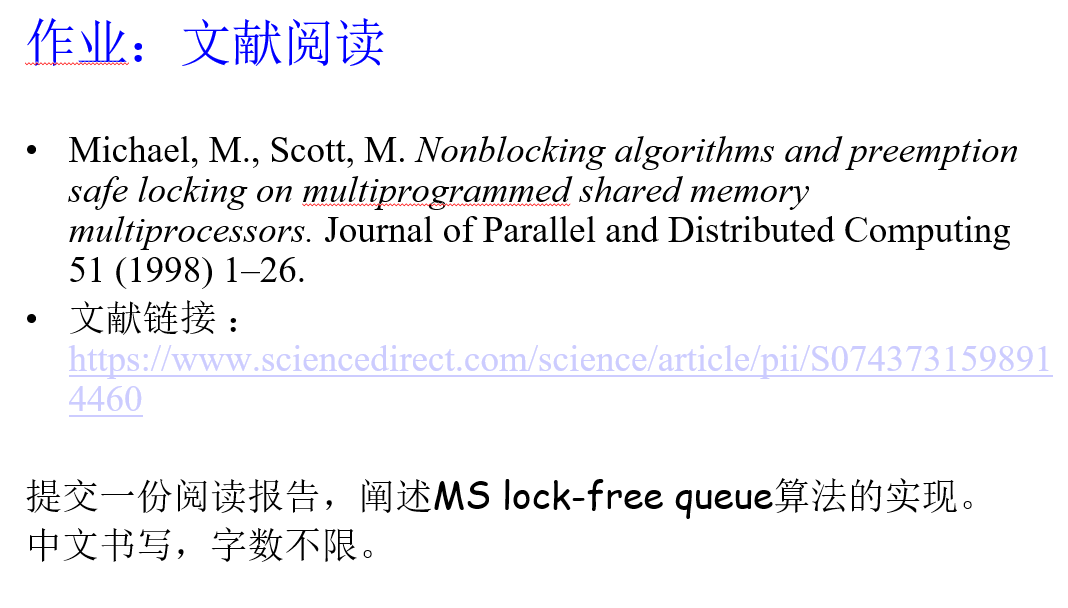 作业：文献阅读
• Michael, M., Scott, M. Nonblocking algorithms and preemption
safe locking on multiprogrammed shared memory
multiprocessors. Journal of Parallel and Distributed Computing
51 (1998) 1–26.
• 文献链接：
https://www.sciencedirect.com/science/article/pii/S074373159891
4460
提交一份阅读报告，阐述MS lock-free queue算法的实现。
中文书写，字数不限。